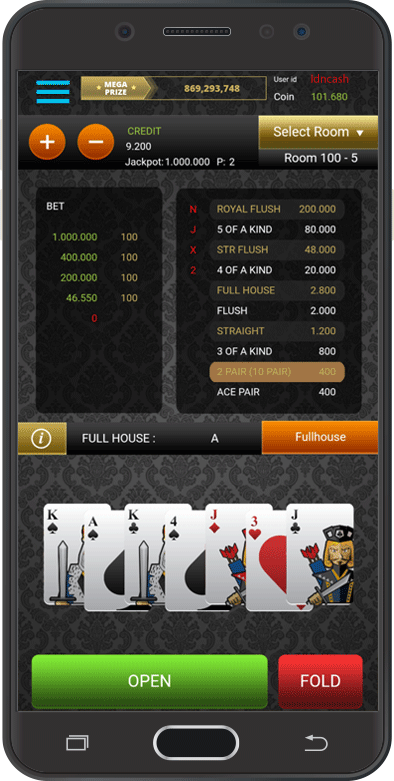 MEGA PRIZE
869,293,748
User id ldncash
Coin 101.680
+
−
CREDIT
9.200
Jackpot:1.000.000 P: 2
Select Room
Room 100 - 5
BET
1.000.000 100
400.000 100
200.000 100
46.550 100
0
N ROYAL FLUSH 200.000
J 5 OF A KIND 80.000
X STR FLUSH 48.000
2 4 OF A KIND 20.000
FULL HOUSE 2.800
FLUSH 2.000
STRAIGHT 1.200
3 OF A KIND 800
2 PAIR (10 PAIR) 400
ACE PAIR 400
i FULL HOUSE : A Fullhouse
K A K 4 J 3 J
OPEN FOLD